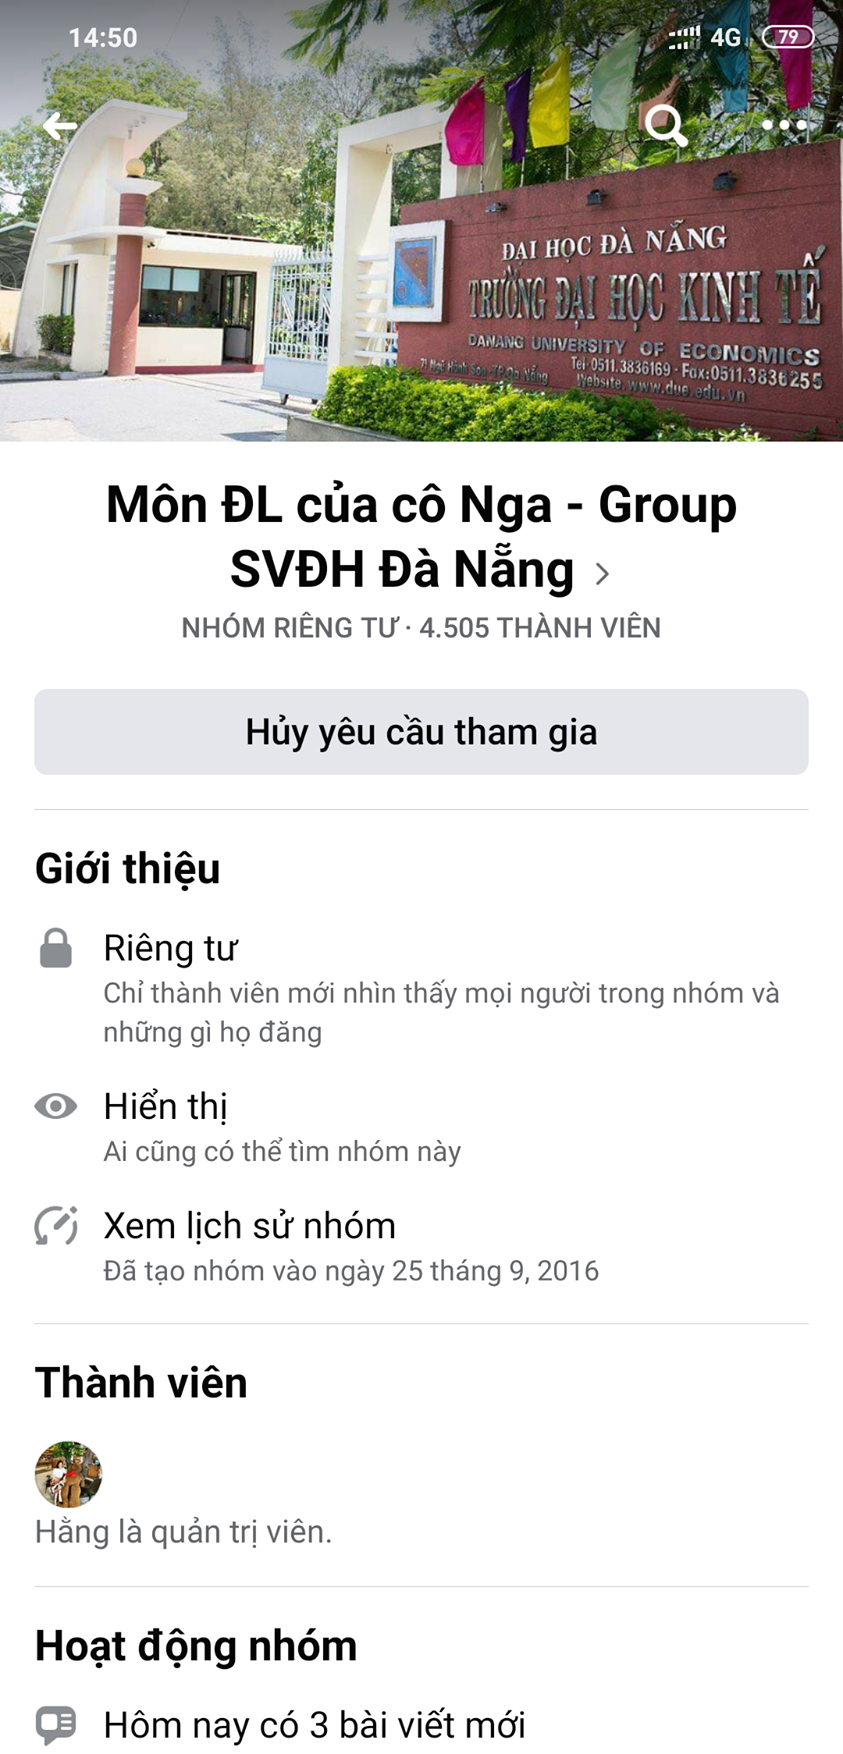 14:50
4G
79
ĐẠI HỌC ĐÀ NẴNG
TRƯỜNG ĐẠI HỌC KINH TẾ
DANANG UNIVERSITY OF ECONOMICS
71 Ngũ Hành Sơn - TP. Đà Nẵng
Tel: 0511.3836169 - Fax:0511.3836255
Website: www.due.edu.vn
Môn ĐL của cô Nga - Group
SVĐH Đà Nẵng
NHÓM RIÊNG TƯ · 4.505 THÀNH VIÊN
Hủy yêu cầu tham gia
Giới thiệu
Riêng tư
Chỉ thành viên mới nhìn thấy mọi người trong nhóm và
những gì họ đăng
Hiển thị
Ai cũng có thể tìm nhóm này
Xem lịch sử nhóm
Đã tạo nhóm vào ngày 25 tháng 9, 2016
Thành viên
Hằng là quản trị viên.
Hoạt động nhóm
Hôm nay có 3 bài viết mới